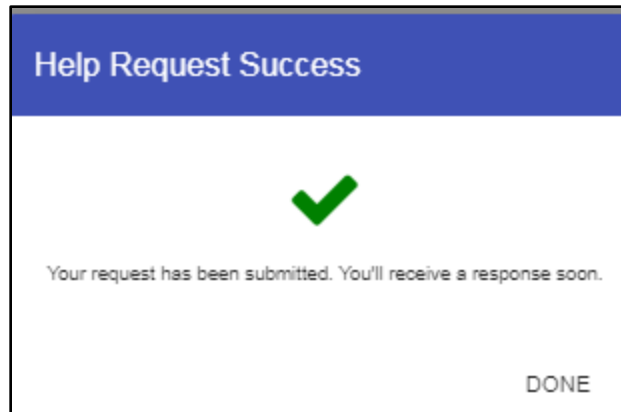 Help Request Success
Your request has been submitted. You'll receive a response soon.
DONE